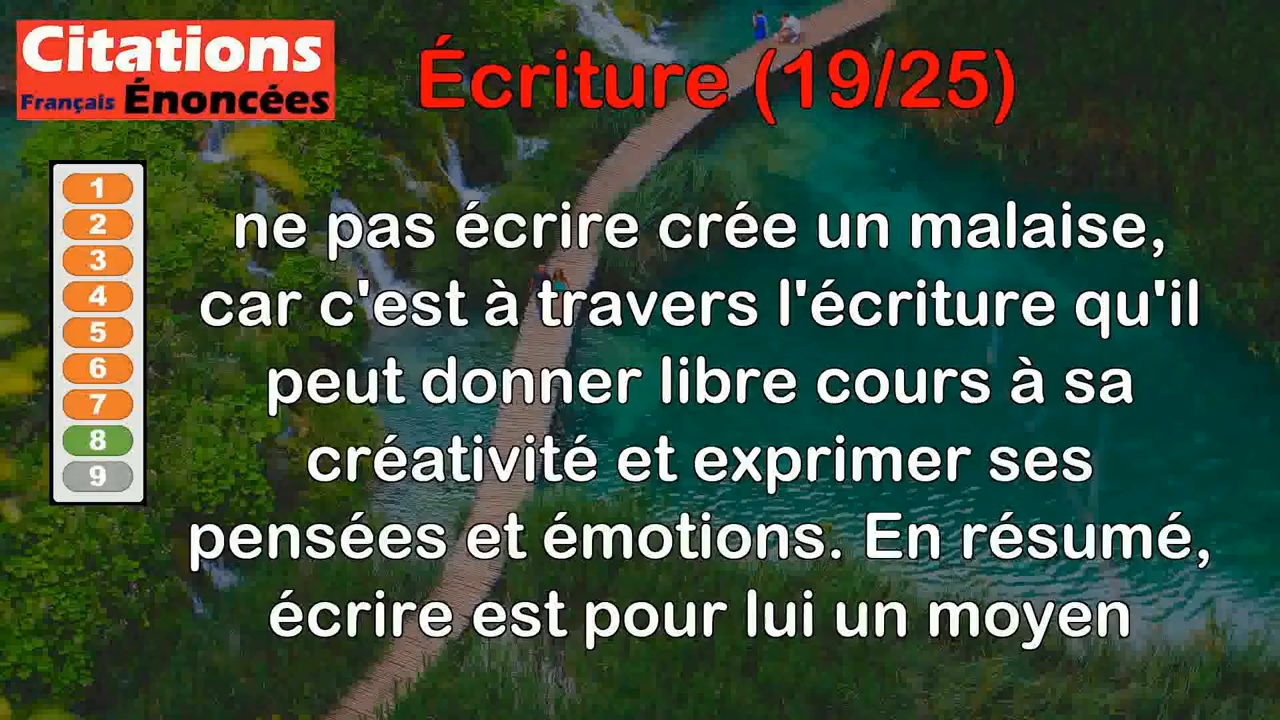 Citations
Français Énoncées
Écriture (19/25)
1
2
3
4
5
6
7
8
9
ne pas écrire crée un malaise,
car c'est à travers l'écriture qu'il
peut donner libre cours à sa
créativité et exprimer ses
pensées et émotions. En résumé,
écrire est pour lui un moyen